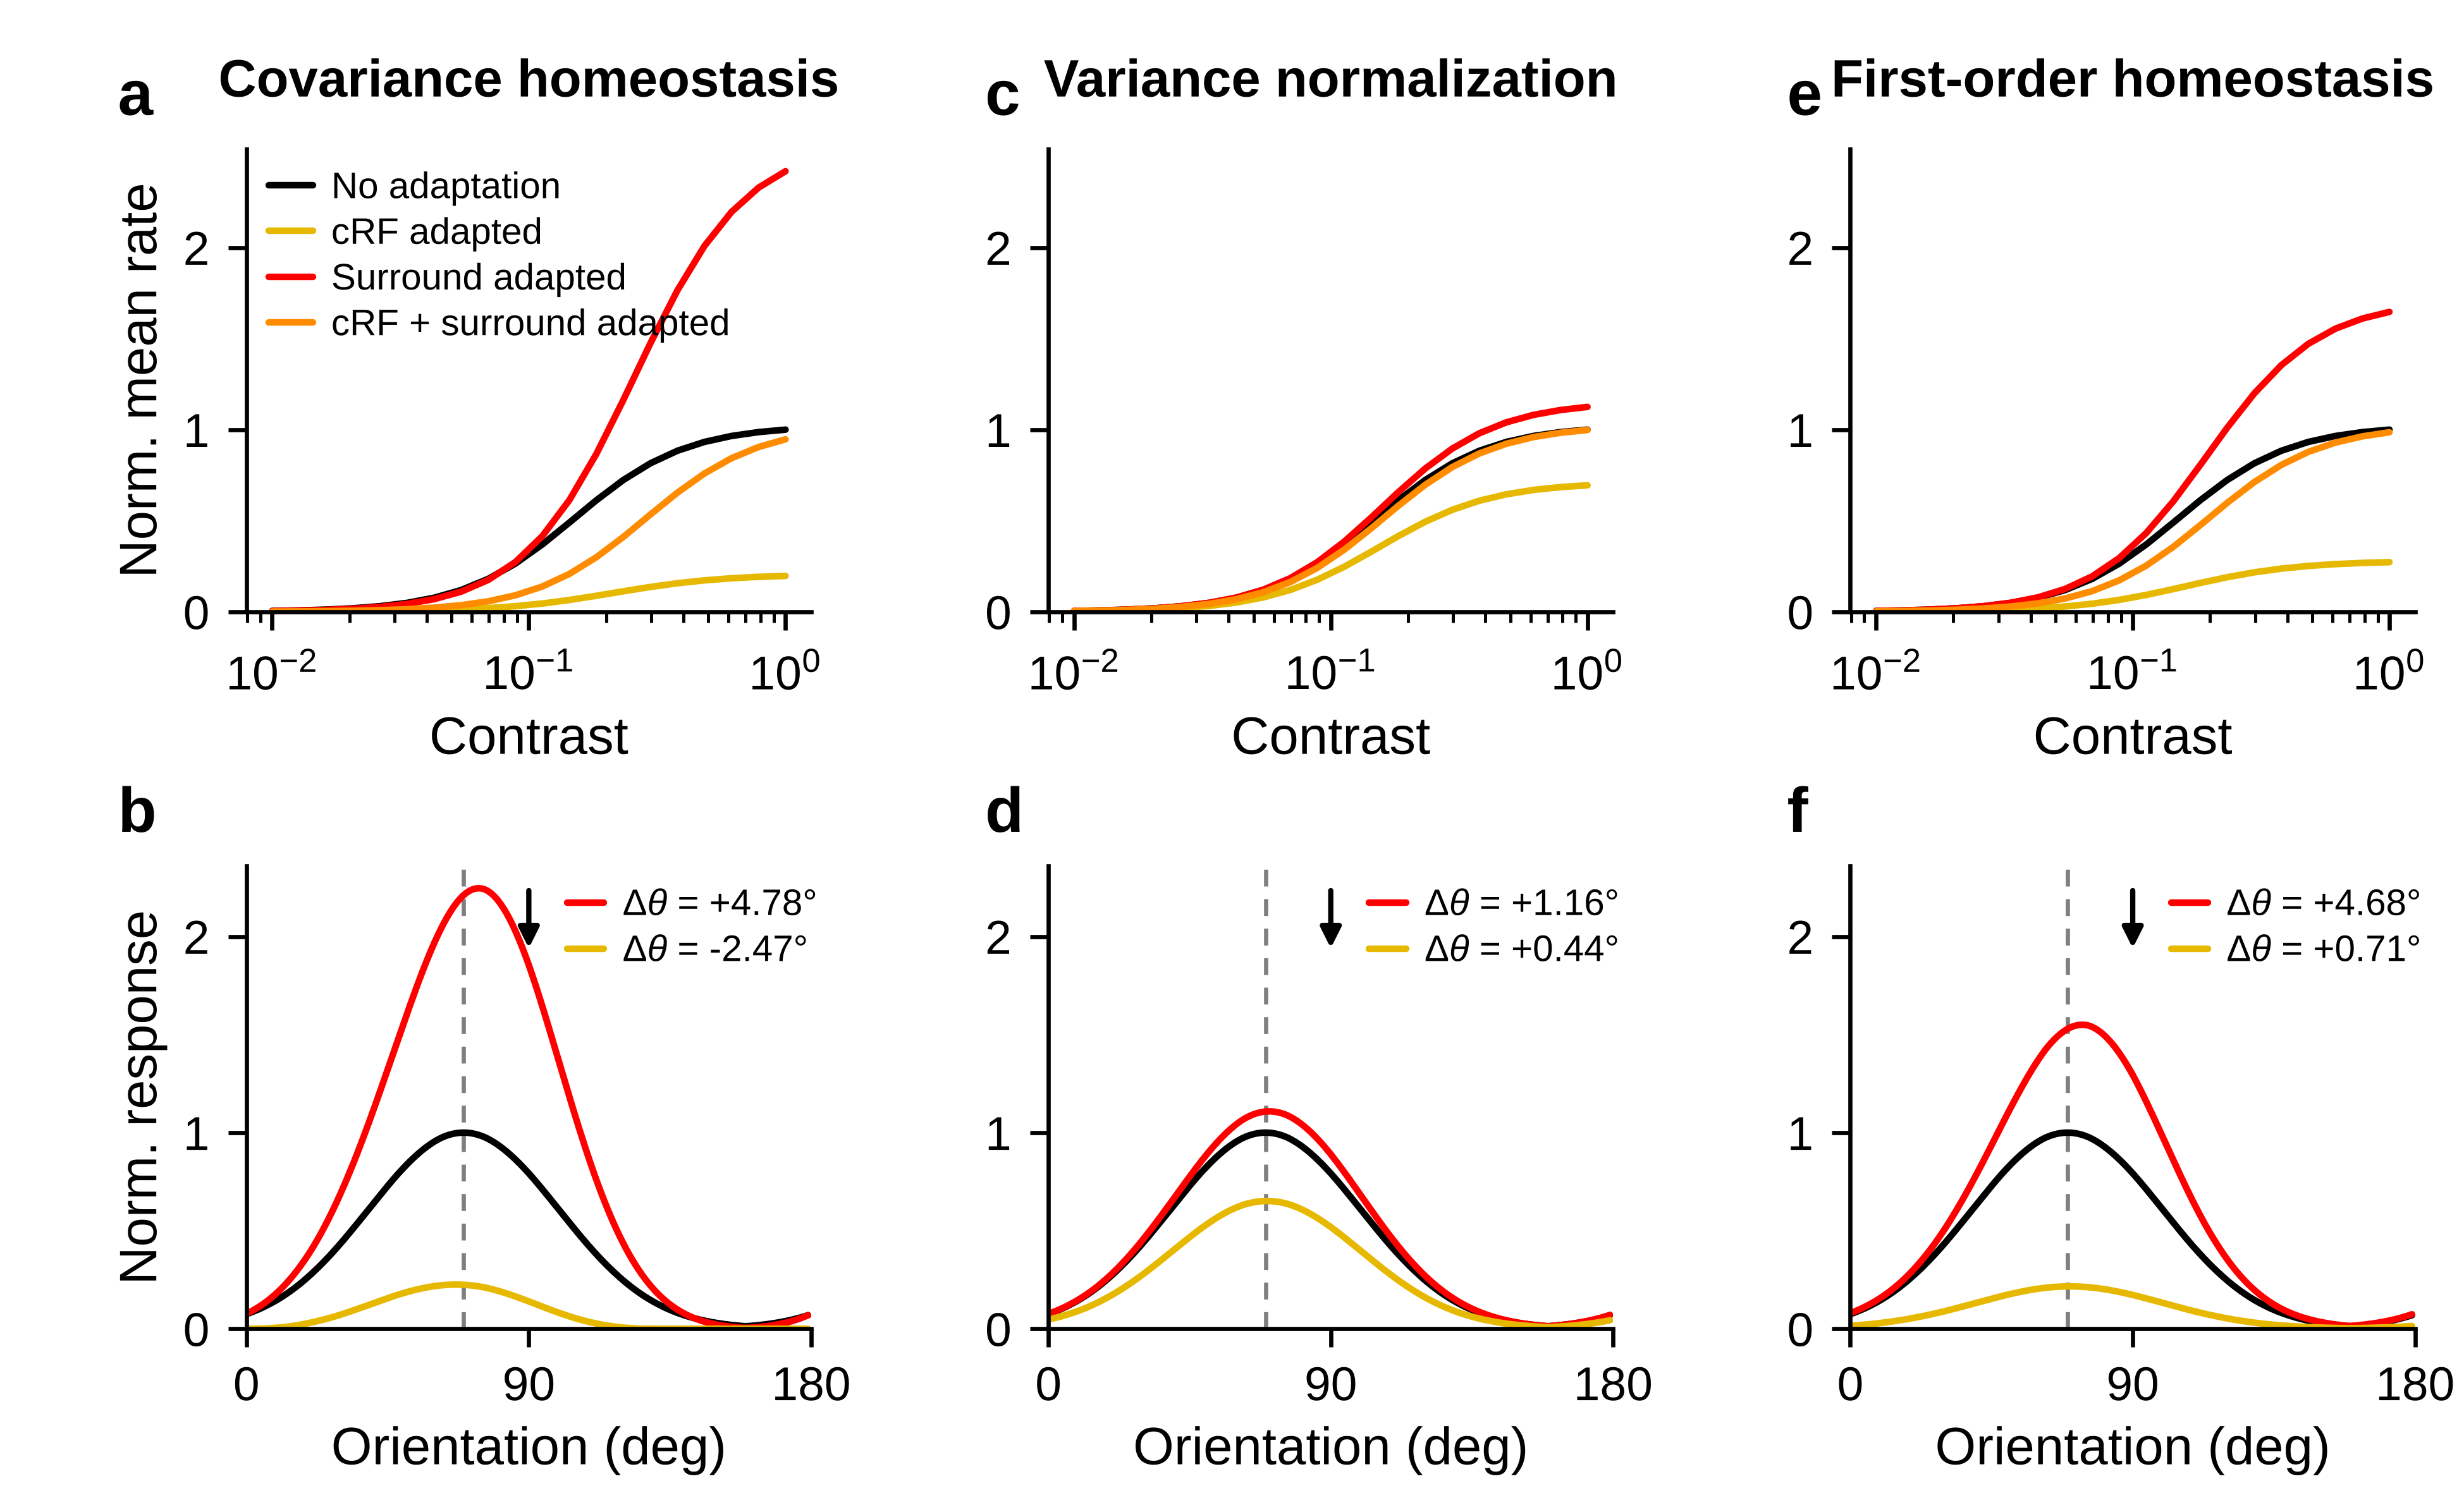 a Covariance homeostasis
Norm. mean rate
2
1
0
No adaptation
cRF adapted
Surround adapted
cRF + surround adapted
10⁻² 10⁻¹ 10⁰
Contrast
c Variance normalization
2
1
0
10⁻² 10⁻¹ 10⁰
Contrast
e First-order homeostasis
2
1
0
10⁻² 10⁻¹ 10⁰
Contrast
b
Norm. response
2
1
0
Δθ = +4.78°
Δθ = -2.47°
0 90 180
Orientation (deg)
d
2
1
0
Δθ = +1.16°
Δθ = +0.44°
0 90 180
Orientation (deg)
f
2
1
0
Δθ = +4.68°
Δθ = +0.71°
0 90 180
Orientation (deg)